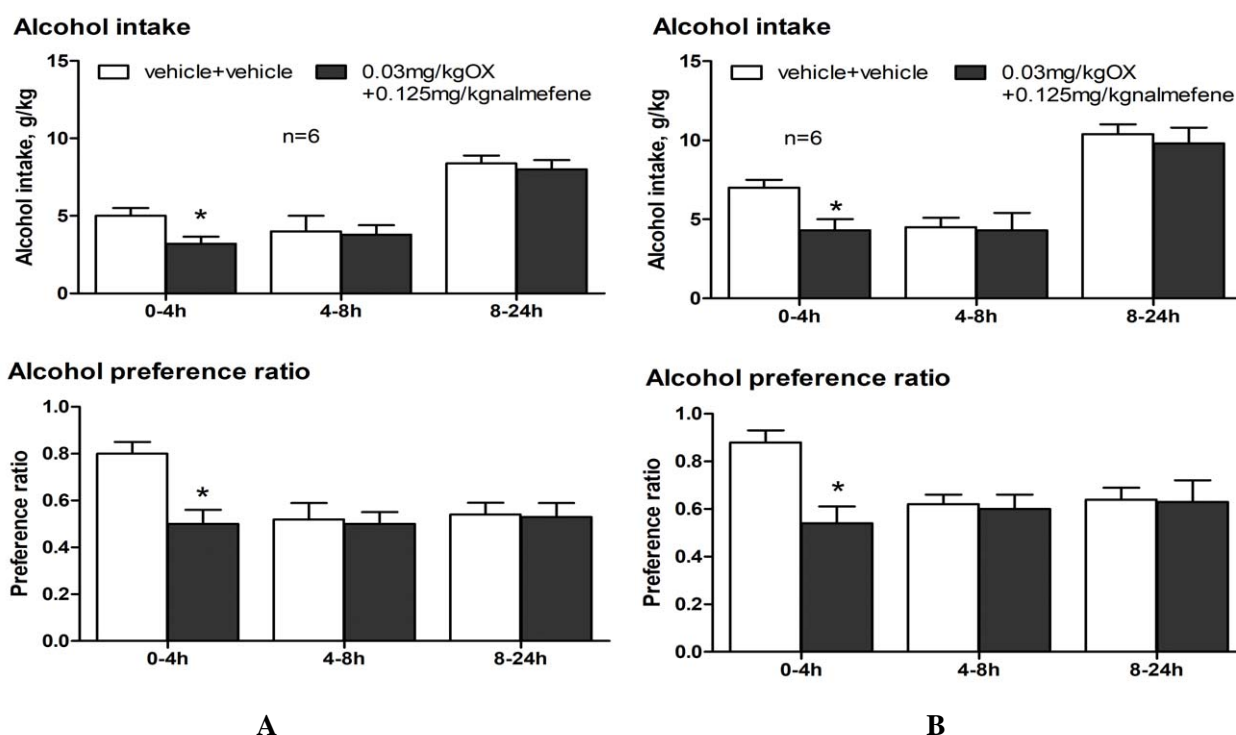 Alcohol intake
Alcohol intake, g/kg
15
10
5
0
vehicle+vehicle
0.03mg/kgOX
+0.125mg/kgnalmefene
n=6
*
0-4h
4-8h
8-24h
Alcohol preference ratio
Preference ratio
1.0
0.8
0.6
0.4
0.2
0.0
*
0-4h
4-8h
8-24h
A
Alcohol intake
Alcohol intake, g/kg
15
10
5
0
vehicle+vehicle
0.03mg/kgOX
+0.125mg/kgnalmefene
n=6
*
0-4h
4-8h
8-24h
Alcohol preference ratio
Preference ratio
1.0
0.8
0.6
0.4
0.2
0.0
*
0-4h
4-8h
8-24h
B